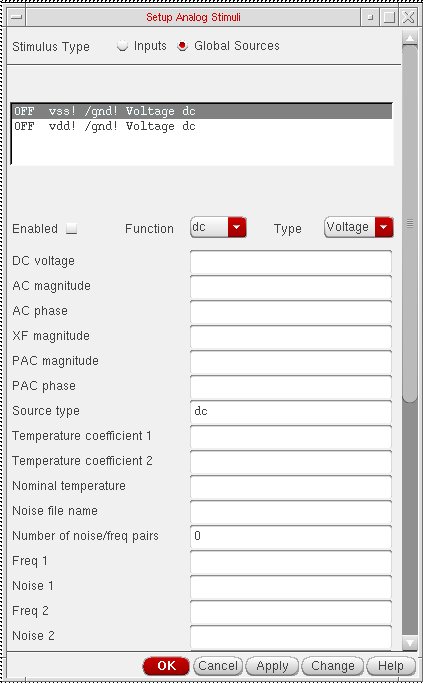 Setup Analog Stimuli
Stimulus Type Inputs Global Sources
OFF vss! /gnd! Voltage dc
OFF vdd! /gnd! Voltage dc
Enabled Function dc Type Voltage
DC voltage
AC magnitude
AC phase
XF magnitude
PAC magnitude
PAC phase
Source type dc
Temperature coefficient 1
Temperature coefficient 2
Nominal temperature
Noise file name
Number of noise/freq pairs 0
Freq 1
Noise 1
Freq 2
Noise 2
OK Cancel Apply Change Help